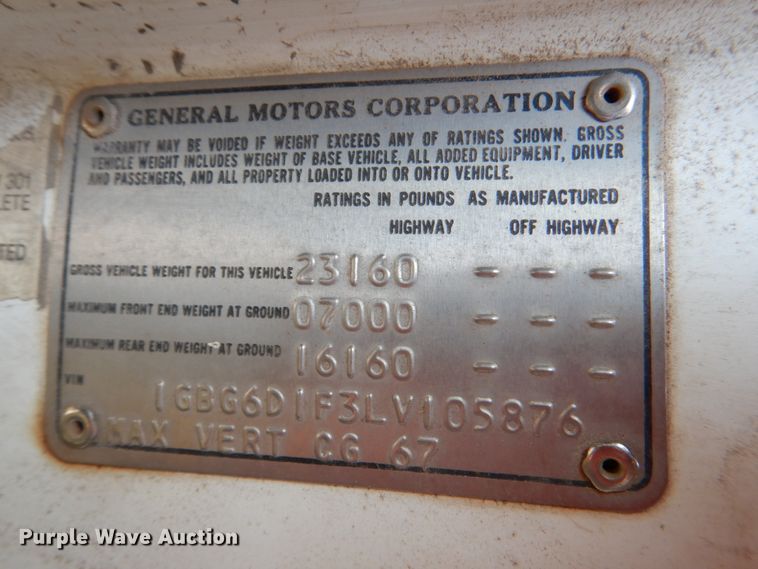 GENERAL MOTORS CORPORATION
WARRANTY MAY BE VOIDED IF WEIGHT EXCEEDS ANY OF RATINGS SHOWN. GROSS
VEHICLE WEIGHT INCLUDES WEIGHT OF BASE VEHICLE, ALL ADDED EQUIPMENT, DRIVER
AND PASSENGERS, AND ALL PROPERTY LOADED INTO OR ONTO VEHICLE.
RATINGS IN POUNDS AS MANUFACTURED
HIGHWAY OFF HIGHWAY
301
GROSS VEHICLE WEIGHT FOR THIS VEHICLE 23160 - - -
MAXIMUM FRONT END WEIGHT AT GROUND 07000 - - -
MAXIMUM REAR END WEIGHT AT GROUND 16160 - - -
VIN
1GBG6D1F3LV105876
MAX VERT CG 67
Purple Wave Auction